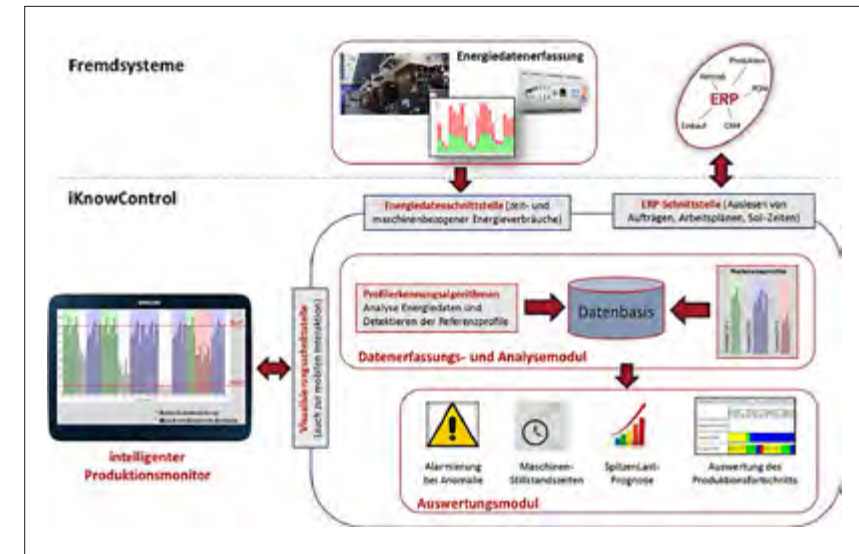 Fremdsysteme
Energiedatenerfassung
Produktion
ERP
Einkauf
CRM
iKnowControl
Energiedatenschnittstelle (zeit- und
maschinenbezogener Energieverbräuche)
ERP-Schnittstelle (Auslesen von
Aufträgen, Arbeitsplänen, Soll-Zeiten)
Visualisierungsschnittstelle
(auch zur mobilen Interaktion)
Profilerkennungsalgorithmen
Analyse Energiedaten und
Detektieren der Referenzprofile
Datenbasis
Referenzprofile
Datenerfassungs- und Analysemodul
intelligenter
Produktionsmonitor
Alarmierung
bei Anomalie
Maschinen-
Stillstandszeiten
SpitzenLast-
Prognose
Auswertung des
Produktionsfortschritts
Auswertungsmodul